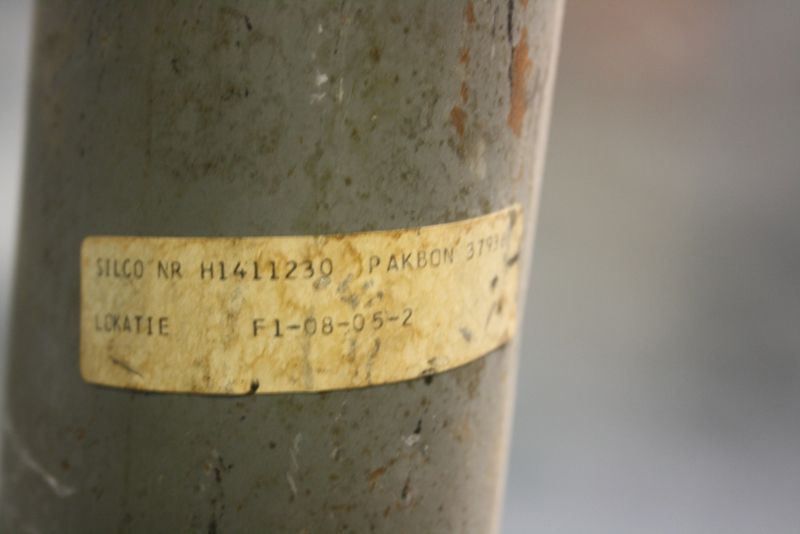 SILCO NR H1411230 PAKBON
LOKATIE F1-08-05-2